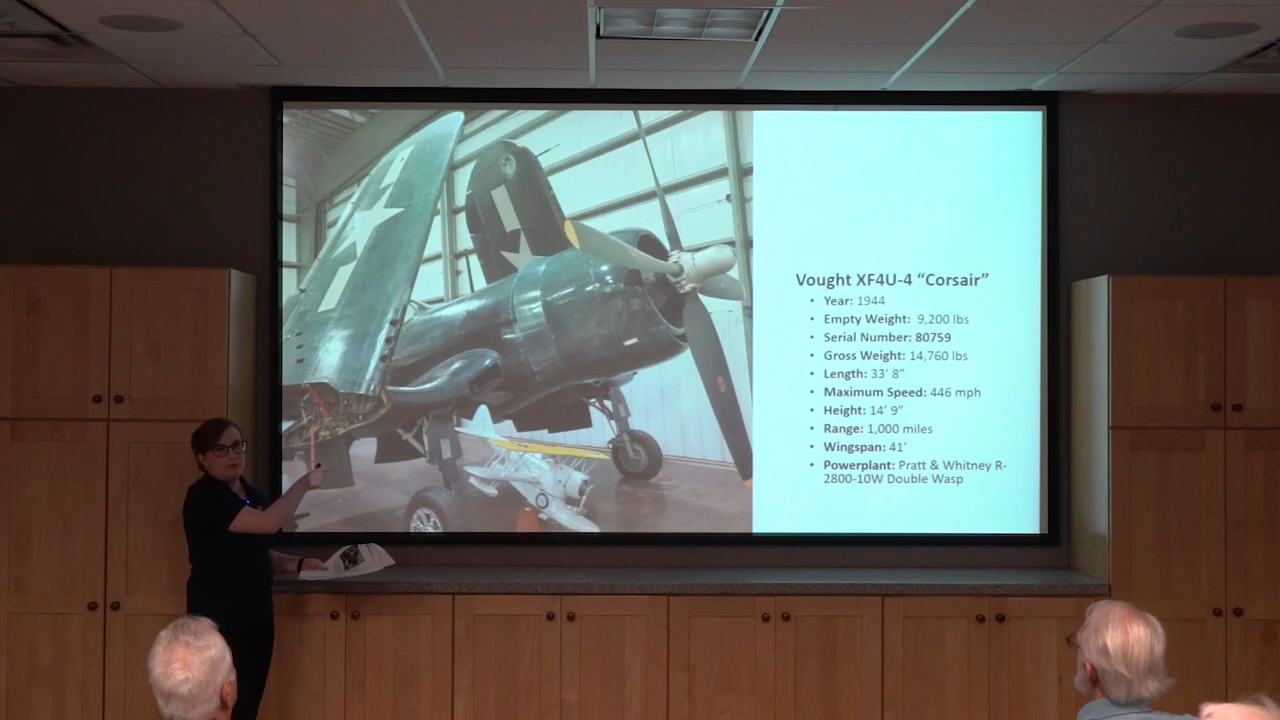 Vought XF4U-4 “Corsair”
• Year: 1944
• Empty Weight: 9,200 lbs
• Serial Number: 80759
• Gross Weight: 14,760 lbs
• Length: 33’ 8”
• Maximum Speed: 446 mph
• Height: 14’ 9”
• Range: 1,000 miles
• Wingspan: 41’
• Powerplant: Pratt & Whitney R-
2800-10W Double Wasp